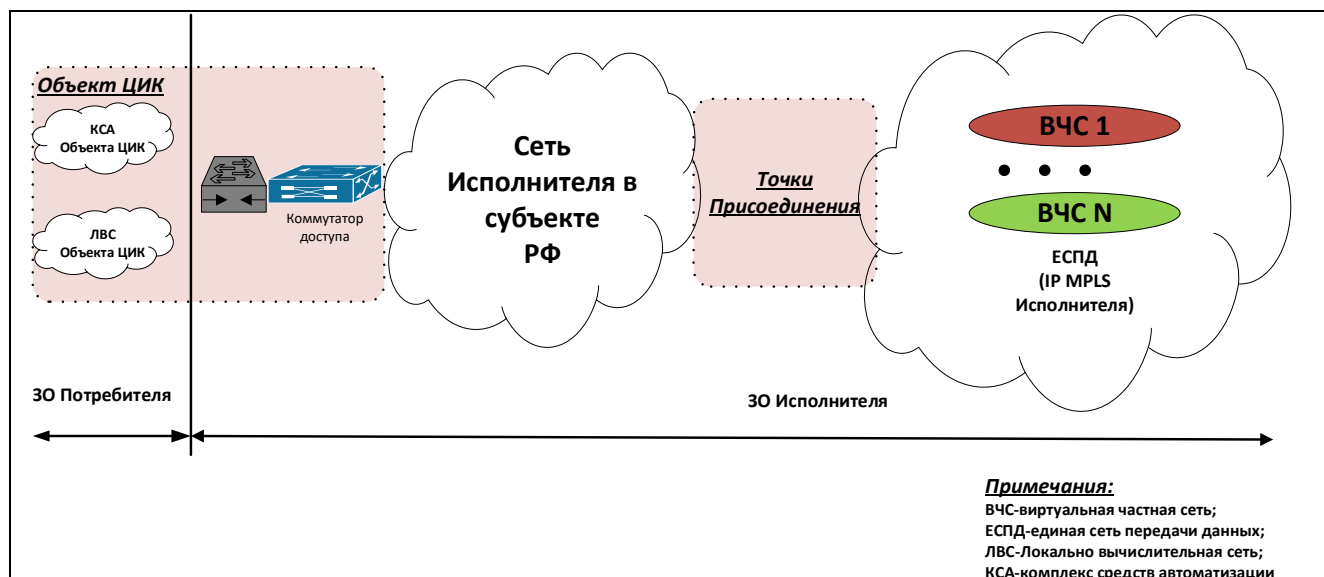 Объект ЦИК
КСА
Объекта ЦИК
ЛВС
Объекта ЦИК
Коммутатор
доступа
Сеть
Исполнителя в
субъекте
РФ
Точки
Присоединения
ВЧС 1
ВЧС N
ЕСПД
(IP MPLS
Исполнителя)
ЗО Потребителя
ЗО Исполнителя
Примечания:
ВЧС-виртуальная частная сеть;
ЕСПД-единая сеть передачи данных;
ЛВС-Локально вычислительная сеть;
КСА-комплекс средств автоматизации